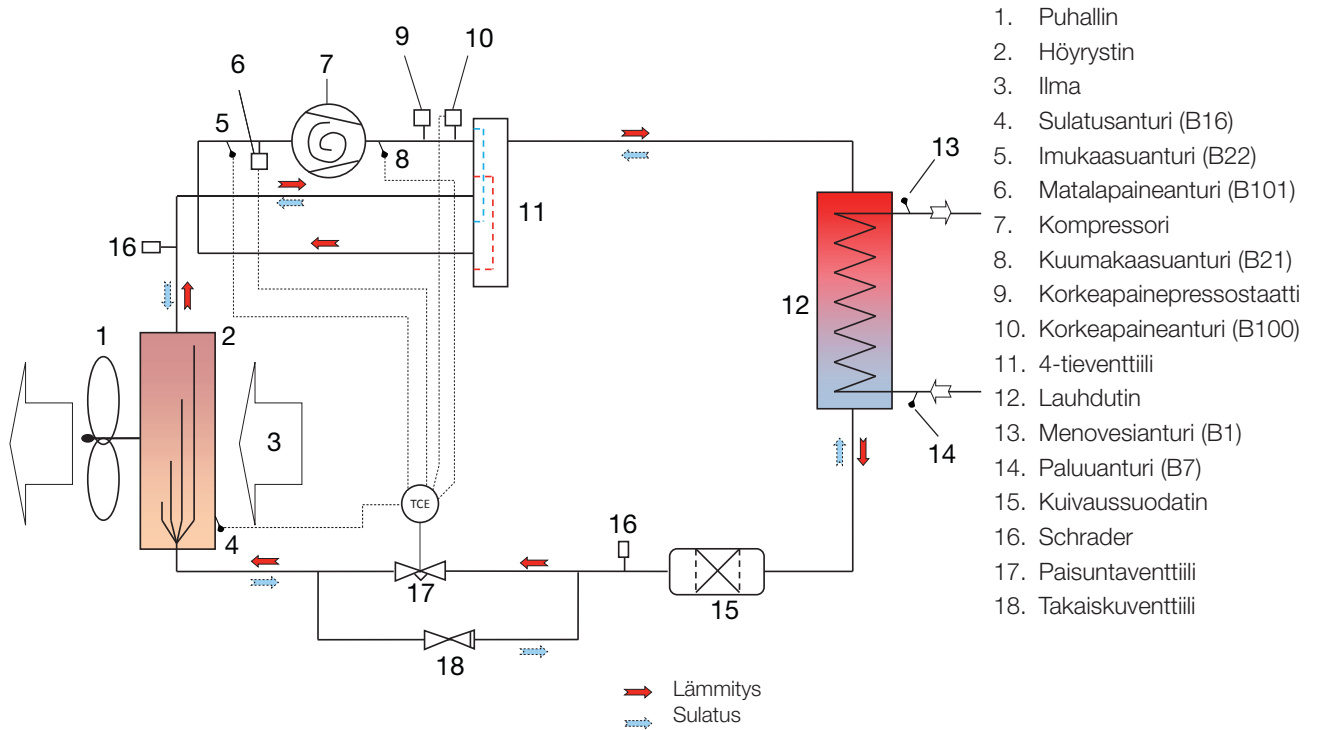 9
10
6
7
5
8
11
16
1
2
12
3
13
14
4
TCE
16
17
15
18
1. Puhallin
2. Höyrystin
3. Ilma
4. Sulatusanturi (B16)
5. Imukaasuanturi (B22)
6. Matalapaineanturi (B101)
7. Kompressori
8. Kuumakaasuanturi (B21)
9. Korkeapainepressostaatti
10. Korkeapaineanturi (B100)
11. 4-tieventtiili
12. Lauhdutin
13. Menovesianturi (B1)
14. Paluuanturi (B7)
15. Kuivaussuodatin
16. Schrader
17. Paisuntaventtiili
18. Takaiskuventtiili
Lämmitys
Sulatus